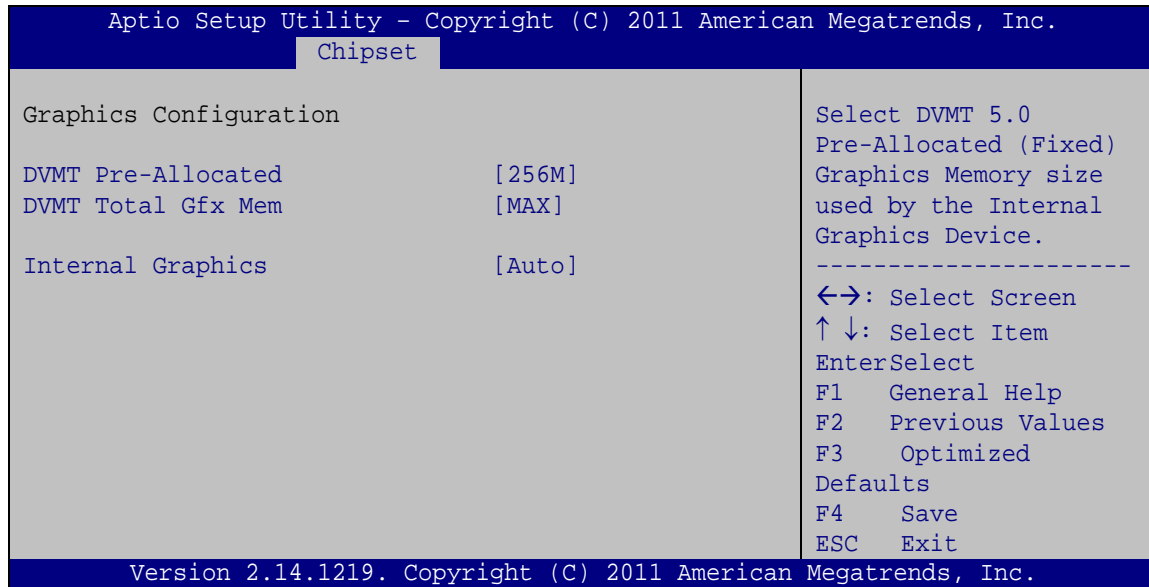 Aptio Setup Utility – Copyright (C) 2011 American Megatrends, Inc.
Chipset
Graphics Configuration
DVMT Pre-Allocated [256M]
DVMT Total Gfx Mem [MAX]
Internal Graphics [Auto]
Select DVMT 5.0
Pre-Allocated (Fixed)
Graphics Memory size
used by the Internal
Graphics Device.
----------------------
←→: Select Screen
↑ ↓: Select Item
EnterSelect
F1 General Help
F2 Previous Values
F3 Optimized
Defaults
F4 Save
ESC Exit
Version 2.14.1219. Copyright (C) 2011 American Megatrends, Inc.